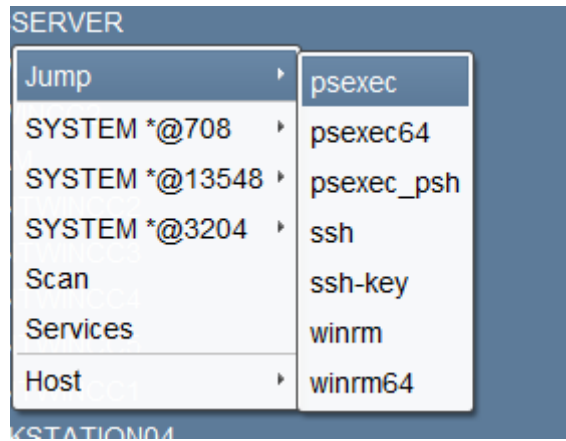 SERVER
Jump
SYSTEM *@708
SYSTEM *@13548
SYSTEM *@3204
Scan
Services
Host
psexec
psexec64
psexec_psh
ssh
ssh-key
winrm
winrm64
KSTATION04